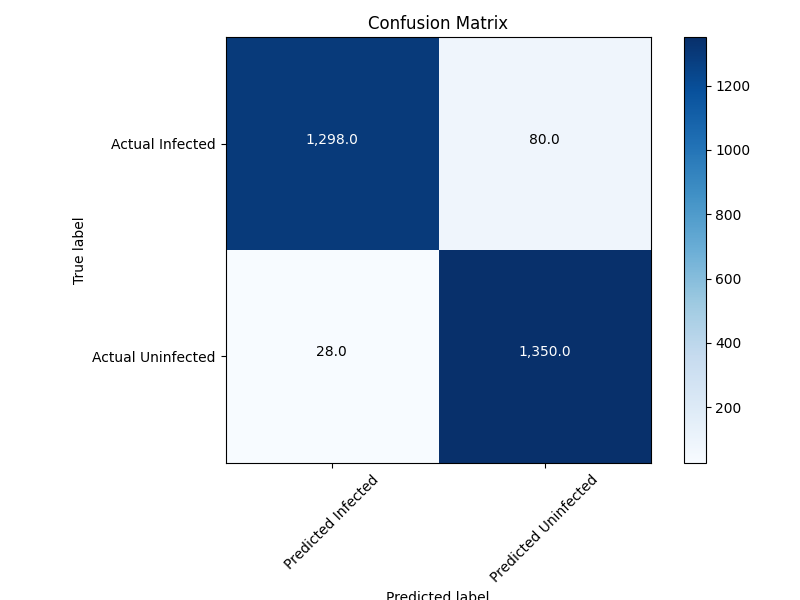 Confusion Matrix
Actual Infected
1,298.0
80.0
Actual Uninfected
28.0
1,350.0
True label
Predicted Infected
Predicted Uninfected
Predicted label
1200
1000
800
600
400
200